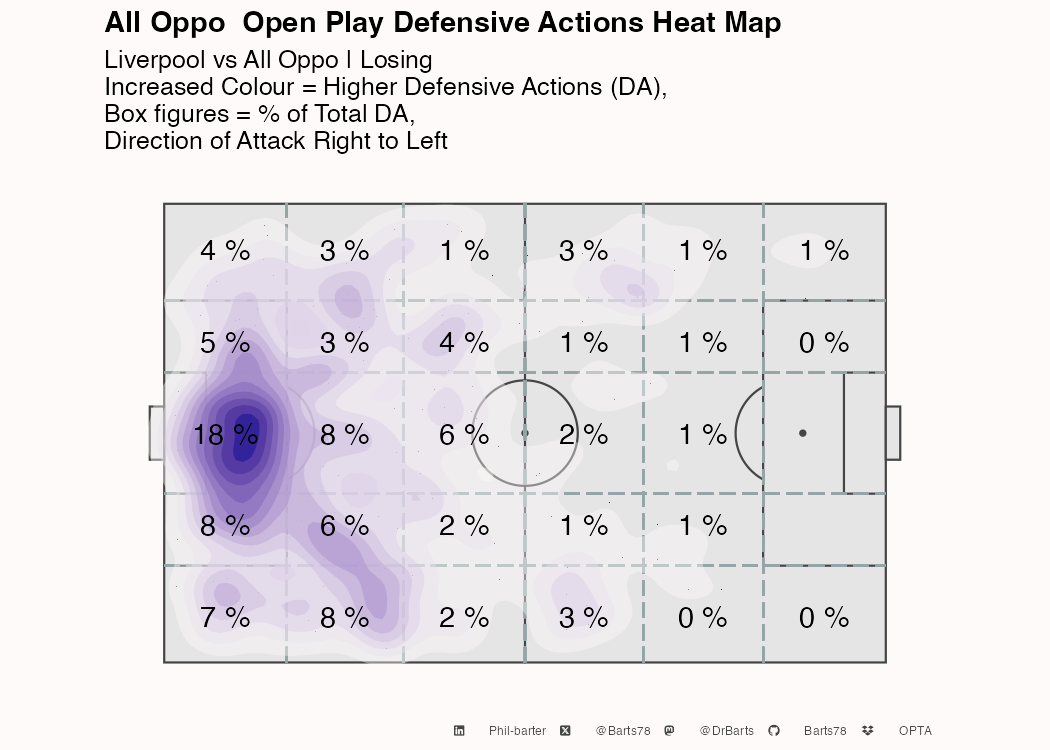 All Oppo  Open Play Defensive Actions Heat Map
Liverpool vs All Oppo | Losing
Increased Colour = Higher Defensive Actions (DA),
Box figures = % of Total DA,
Direction of Attack Right to Left
4 % 3 % 1 % 3 % 1 % 1 %
5 % 3 % 4 % 1 % 1 % 0 %
18 % 8 % 6 % 2 % 1 %
8 % 6 % 2 % 1 % 1 %
7 % 8 % 2 % 3 % 0 % 0 %
Phil-barter @Barts78 @DrBarts Barts78 OPTA